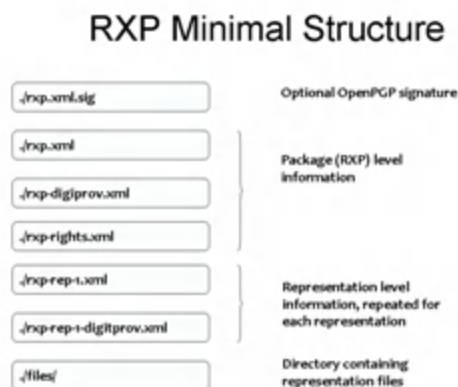 RXP Minimal Structure
./rxp.xml.sig
Optional OpenPGP signature
./rxp.xml
Package (RXP) level
information
./rxp-digiprov.xml
./rxp-rights.xml
./rxp-rep-1.xml
Representation level
information, repeated for
each representation
./rxp-rep-1-digitprov.xml
./files/
Directory containing
representation files